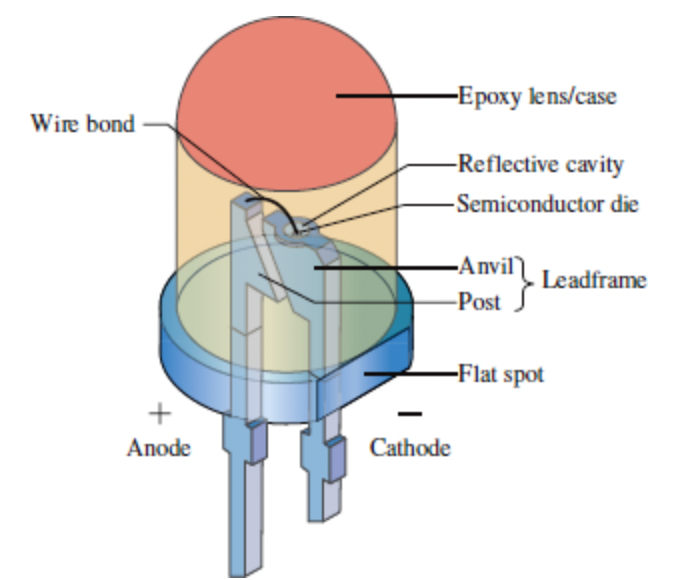 Epoxy lens/case
Wire bond
Reflective cavity
Semiconductor die
Anvil
Leadframe
Post
Flat spot
+
−
Anode
Cathode